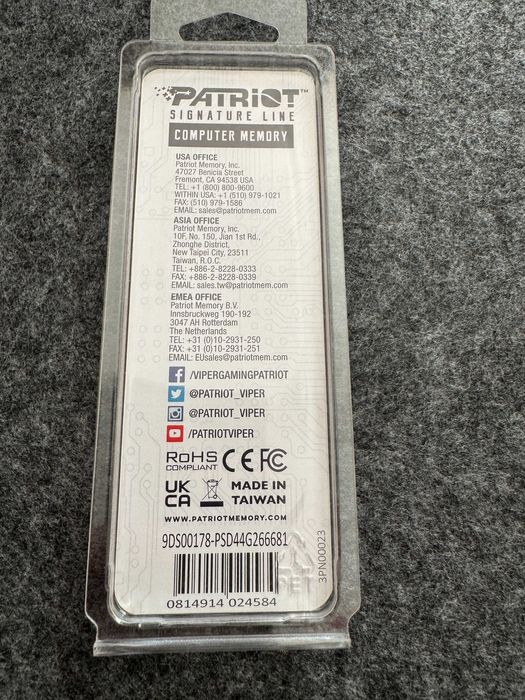 PATRIOT™
SIGNATURE LINE
COMPUTER MEMORY
USA OFFICE
Patriot Memory, Inc.
47027 Benicia Street
Fremont, CA 94538 USA
TEL: +1 (800) 800-9600
WITHIN USA: +1 (510) 979-1021
FAX: (510) 979-1586
EMAIL: sales@patriotmem.com
ASIA OFFICE
Patriot Memory, Inc.
10F, No. 150, Jian 1st Rd.,
Zhonghe District,
New Taipei City, 23511
Taiwan, R.O.C.
TEL: +886-2-8228-0333
FAX: +886-2-8228-0339
EMAIL: sales.tw@patriotmem.com
EMEA OFFICE
Patriot Memory B.V.
Innsbruckweg 190-192
3047 AH Rotterdam
The Netherlands
TEL: +31 (0)10-2931-250
FAX: +31 (0)10-2931-251
EMAIL: EUsales@patriotmem.com
/VIPERGAMINGPATRIOT
@PATRIOT_VIPER
@PATRIOT_VIPER
/PATRIOTVIPER
RoHS COMPLIANT CE FC
UK CA MADE IN TAIWAN
WWW.PATRIOTMEMORY.COM
9DS00178-PSD44G266681
0814914 024584
3PN00023